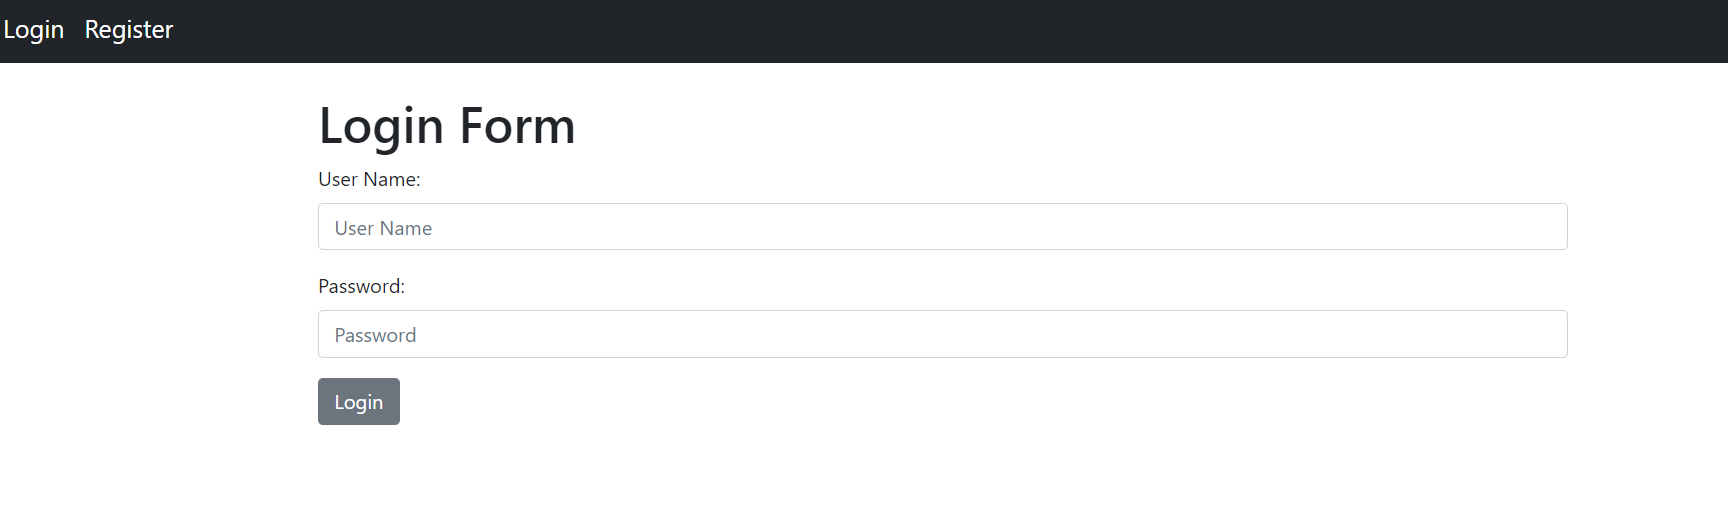 Login Register
Login Form
User Name:
User Name
Password:
Password
Login